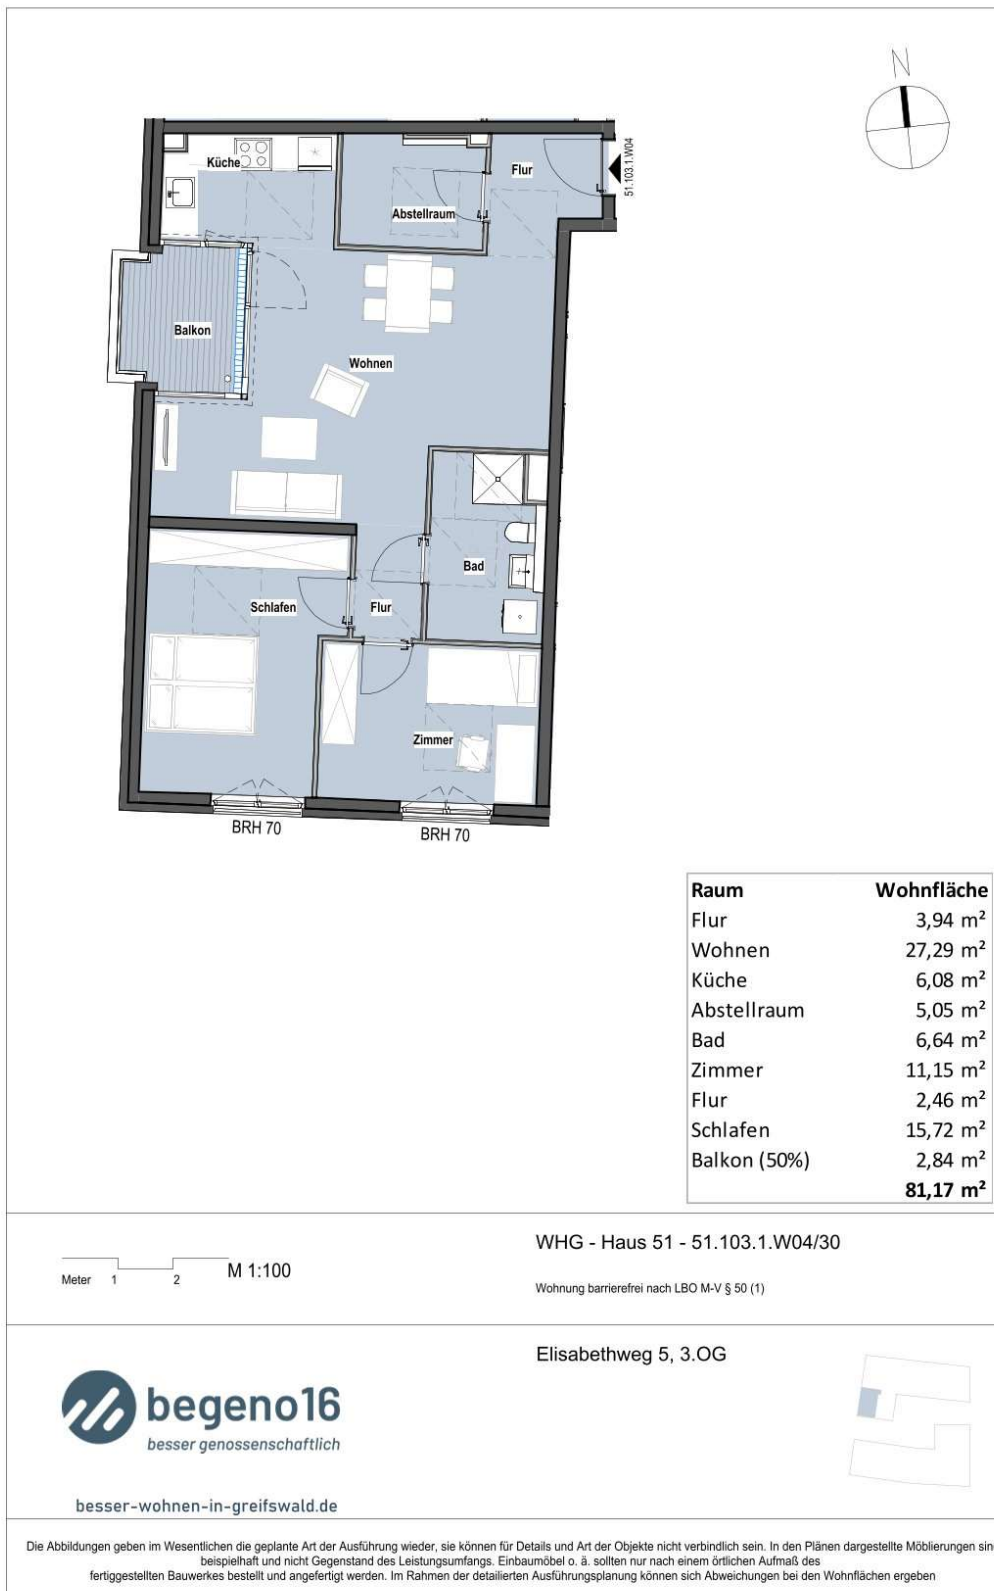 N
Küche
Flur
51.103.1.W04
Abstellraum
Balkon
Wohnen
Bad
Schlafen
Flur
Zimmer
BRH 70
BRH 70
Raum Wohnfläche
Flur 3,94 m²
Wohnen 27,29 m²
Küche 6,08 m²
Abstellraum 5,05 m²
Bad 6,64 m²
Zimmer 11,15 m²
Flur 2,46 m²
Schlafen 15,72 m²
Balkon (50%) 2,84 m²
81,17 m²
Meter 1 2 M 1:100
WHG - Haus 51 - 51.103.1.W04/30
Wohnung barrierefrei nach LBO M-V § 50 (1)
Elisabethweg 5, 3.OG
begeno16
besser genossenschaftlich
besser-wohnen-in-greifswald.de
Die Abbildungen geben im Wesentlichen die geplante Art der Ausführung wieder, sie können für Details und Art der Objekte nicht verbindlich sein. In den Plänen dargestellte Möblierungen sin
beispielhaft und nicht Gegenstand des Leistungsumfangs. Einbaumöbel o. ä. sollten nur nach einem örtlichen Aufmaß des
fertiggestellten Bauwerkes bestellt und angefertigt werden. Im Rahmen der detailierten Ausführungsplanung können sich Abweichungen bei den Wohnflächen ergeben